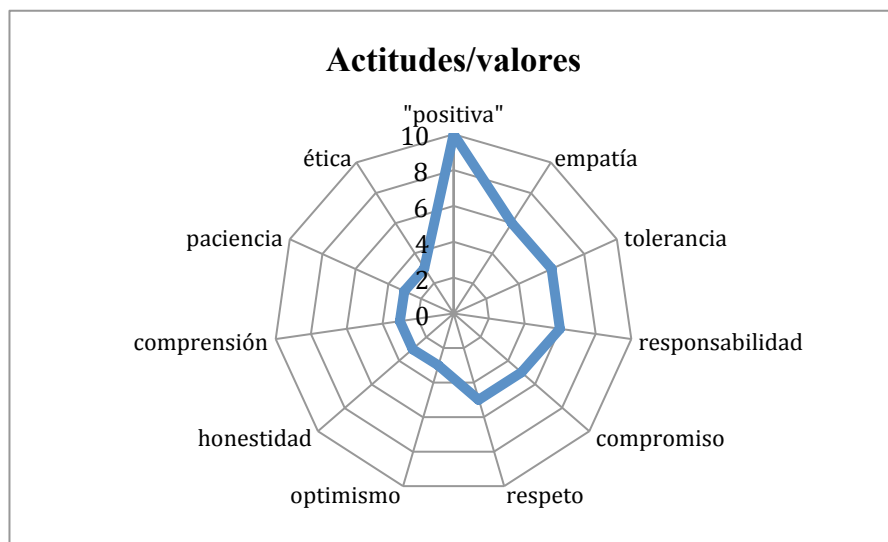 Actitudes/valores
"positiva"
empatía
tolerancia
responsabilidad
compromiso
respeto
optimismo
honestidad
comprensión
paciencia
ética
10
8
6
4
2
0